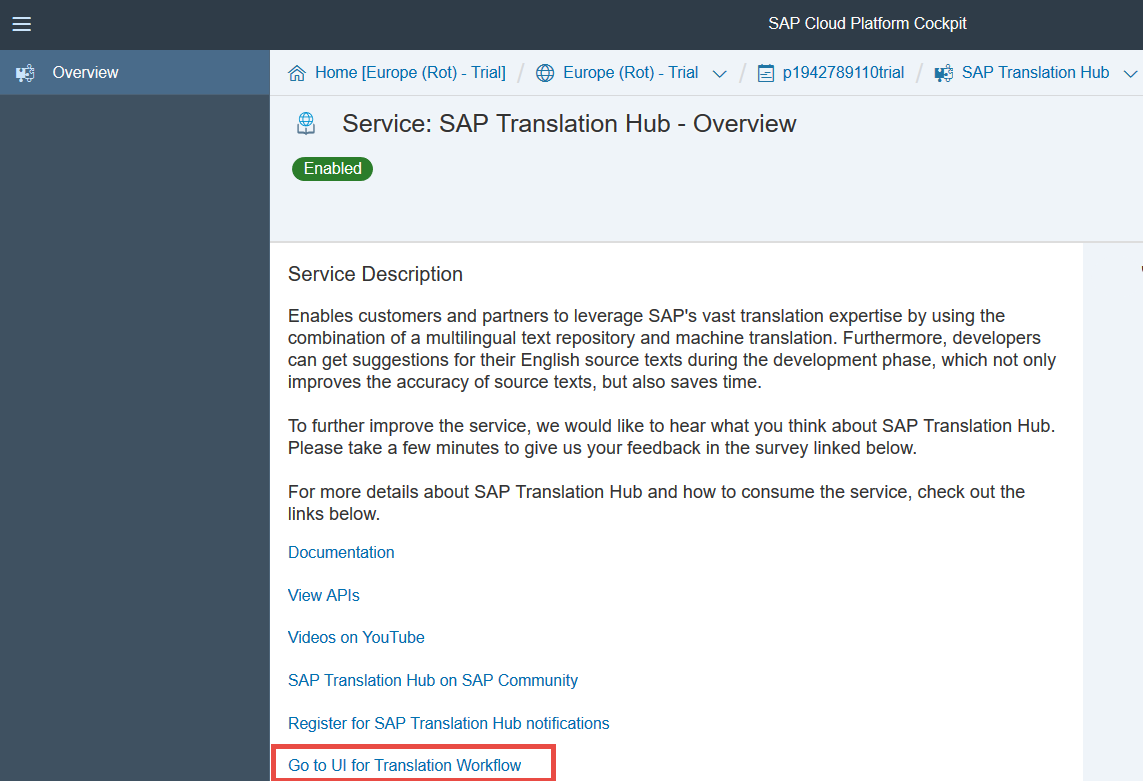 SAP Cloud Platform Cockpit
Overview
Home [Europe (Rot) - Trial] / Europe (Rot) - Trial / p1942789110trial / SAP Translation Hub
Service: SAP Translation Hub - Overview
Enabled
Service Description
Enables customers and partners to leverage SAP's vast translation expertise by using the
combination of a multilingual text repository and machine translation. Furthermore, developers
can get suggestions for their English source texts during the development phase, which not only
improves the accuracy of source texts, but also saves time.
To further improve the service, we would like to hear what you think about SAP Translation Hub.
Please take a few minutes to give us your feedback in the survey linked below.
For more details about SAP Translation Hub and how to consume the service, check out the
links below.
Documentation
View APIs
Videos on YouTube
SAP Translation Hub on SAP Community
Register for SAP Translation Hub notifications
Go to UI for Translation Workflow